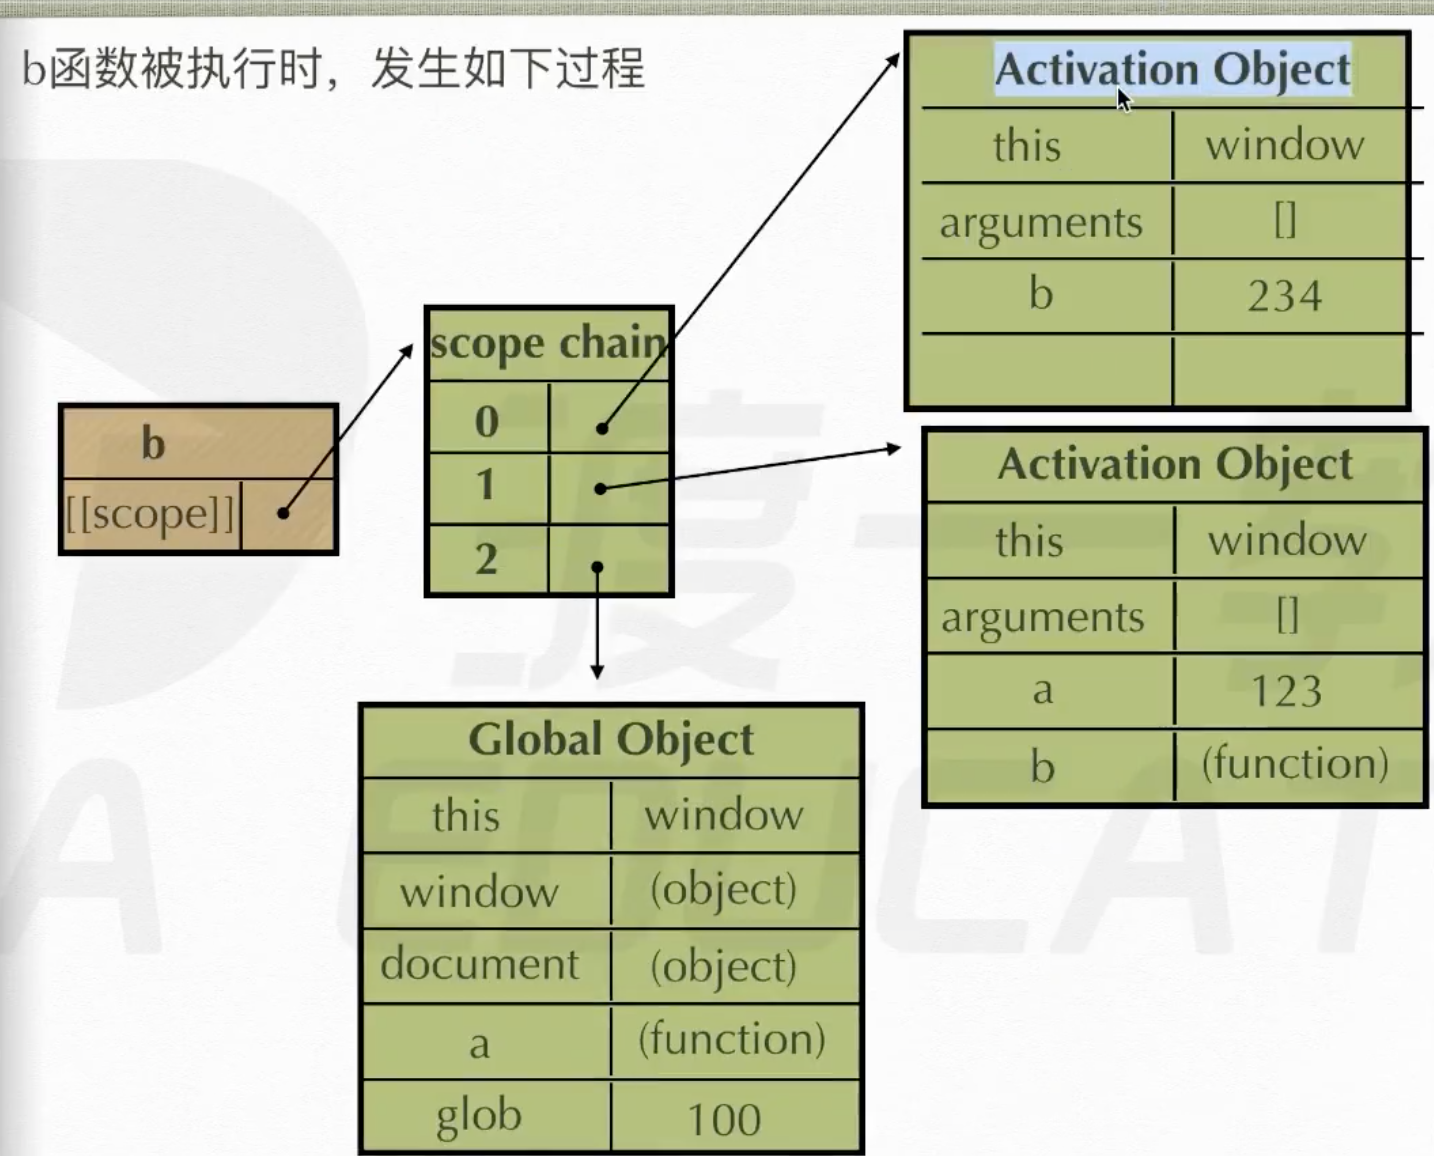 b函数被执行时，发生如下过程
Activation Object
this window
arguments []
b 234
scope chain
0
1
2
b
[[scope]]
Activation Object
this window
arguments []
a 123
b (function)
Global Object
this window
window (object)
document (object)
a (function)
glob 100